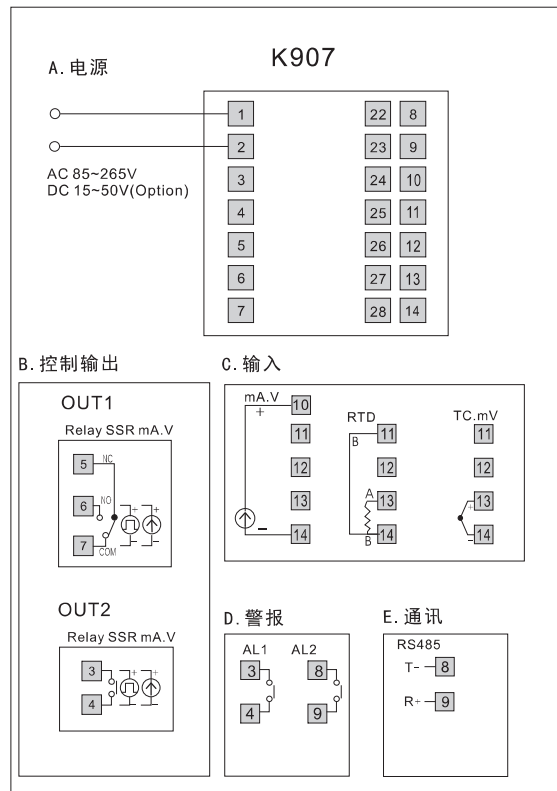 K907
A.电源
1 22 8
2 23 9
AC 85~265V
DC 15~50V(Option)
3 24 10
4 25 11
5 26 12
6 27 13
7 28 14
B.控制输出
OUT1
Relay SSR mA.V
5 NC
6 NO + +
7 COM - -
OUT2
Relay SSR mA.V
3 + +
4 - -
C.输入
mA.V 10
+
RTD
TC.mV
11 B 11 11
12 12 12
13 A 13 + 13
- 14 B 14 - 14
D.警报
AL1 AL2
3 8
4 9
E.通讯
RS485
T- 8
R+ 9